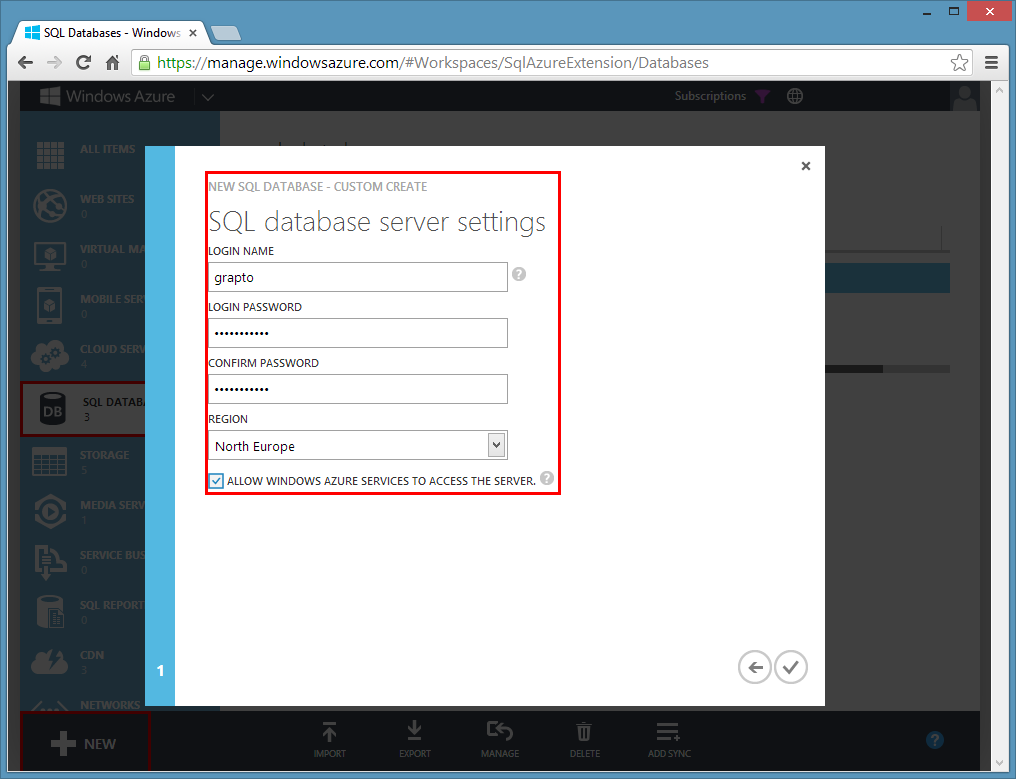 SQL Databases - Windows
https://manage.windowsazure.com/#Workspaces/SqlAzureExtension/Databases
Windows Azure
Subscriptions
ALL ITEMS
WEB SITES
0
VIRTUAL MA
0
MOBILE SER
0
CLOUD SERV
4
DB
SQL DATAB
3
STORAGE
5
MEDIA SERV
1
SERVICE BUS
0
SQL REPORT
0
CDN
3
NETWORKS
NEW SQL DATABASE - CUSTOM CREATE
SQL database server settings
LOGIN NAME
grapto
?
LOGIN PASSWORD
•••••••••••
CONFIRM PASSWORD
•••••••••••
REGION
North Europe
ALLOW WINDOWS AZURE SERVICES TO ACCESS THE SERVER.
?
1
NEW
IMPORT
EXPORT
MANAGE
DELETE
ADD SYNC
?